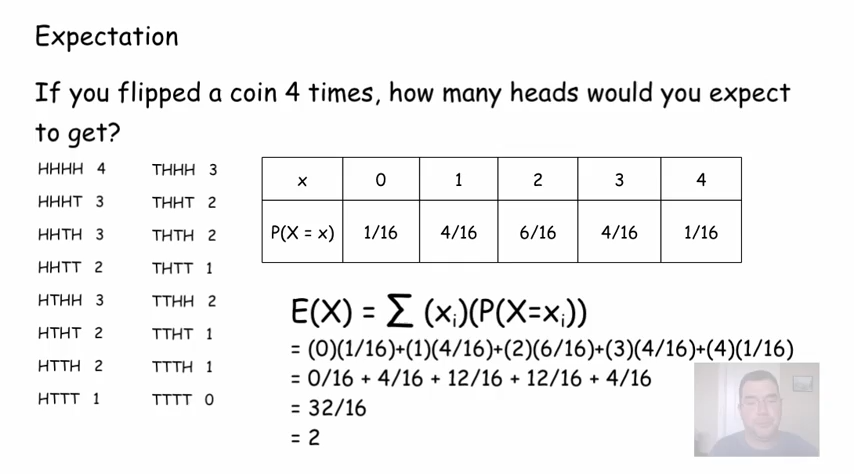 Expectation
If you flipped a coin 4 times, how many heads would you expect
to get?
HHHH 4
HHHT 3
HHTH 3
HHTT 2
HTHH 3
HTHT 2
HTTH 2
HTTT 1
THHH 3
THHT 2
THTH 2
THTT 1
TTHH 2
TTHT 1
TTTH 1
TTTT 0
x 0 1 2 3 4
P(X = x) 1/16 4/16 6/16 4/16 1/16
E(X) = Σ (xᵢ)(P(X=xᵢ))
= (0)(1/16)+(1)(4/16)+(2)(6/16)+(3)(4/16)+(4)(1/16)
= 0/16 + 4/16 + 12/16 + 12/16 + 4/16
= 32/16
= 2